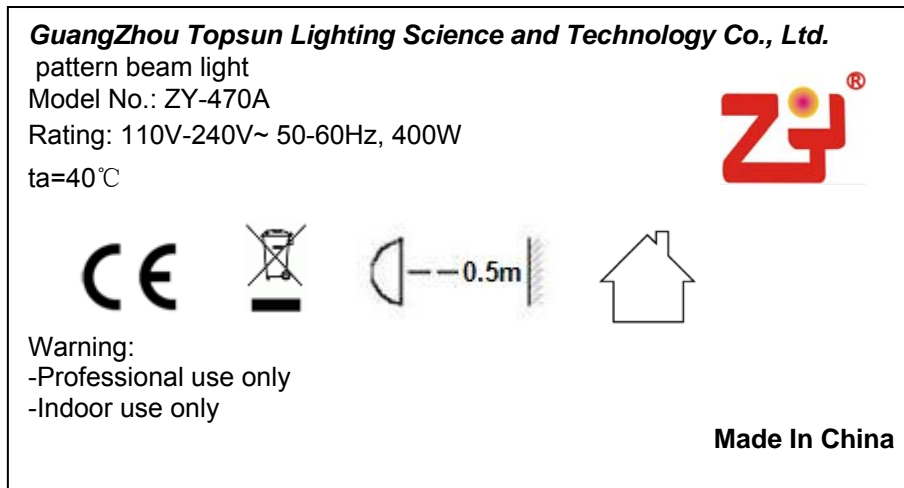 GuangZhou Topsun Lighting Science and Technology Co., Ltd.
pattern beam light
Model No.: ZY-470A
Rating: 110V-240V~ 50-60Hz, 400W
ta=40℃
ZY®
CE
0.5m
Warning:
-Professional use only
-Indoor use only
Made In China